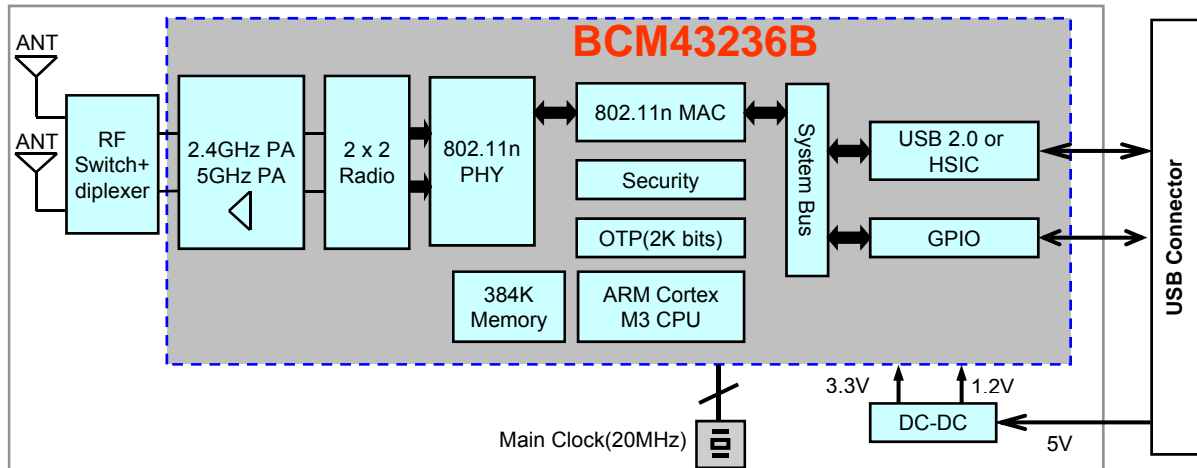 BCM43236B
ANT
ANT
RF
Switch+
diplexer
2.4GHz PA
5GHz PA
2 x 2
Radio
802.11n
PHY
802.11n MAC
Security
OTP(2K bits)
384K
Memory
ARM Cortex
M3 CPU
System Bus
USB 2.0 or
HSIC
GPIO
USB Connector
3.3V
1.2V
DC-DC
5V
Main Clock(20MHz)